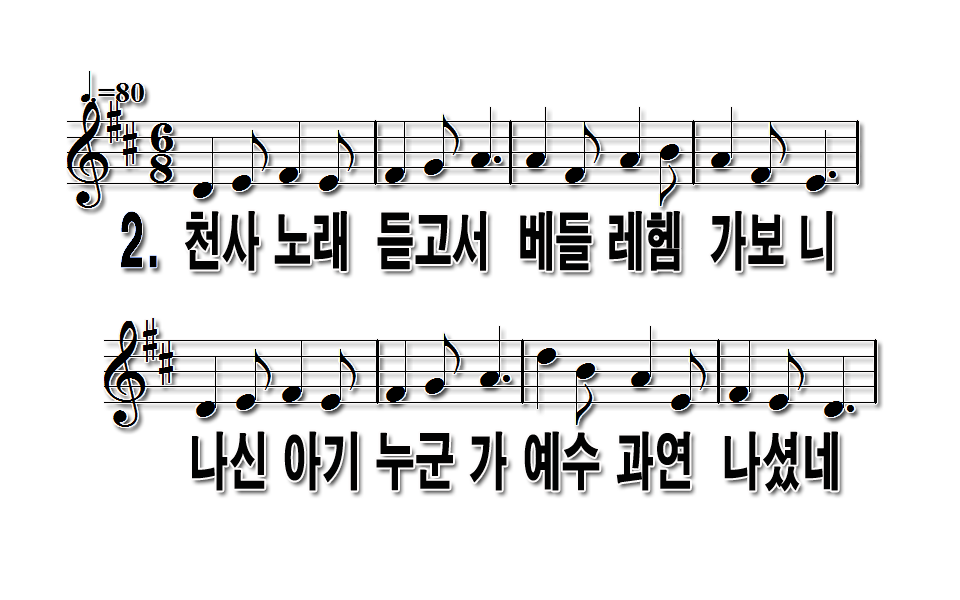 ♩.=80
6
8
2. 천사 노래 듣고서 베들 레헴 가보 니
나신 아기 누군 가 예수 과연 나셨네